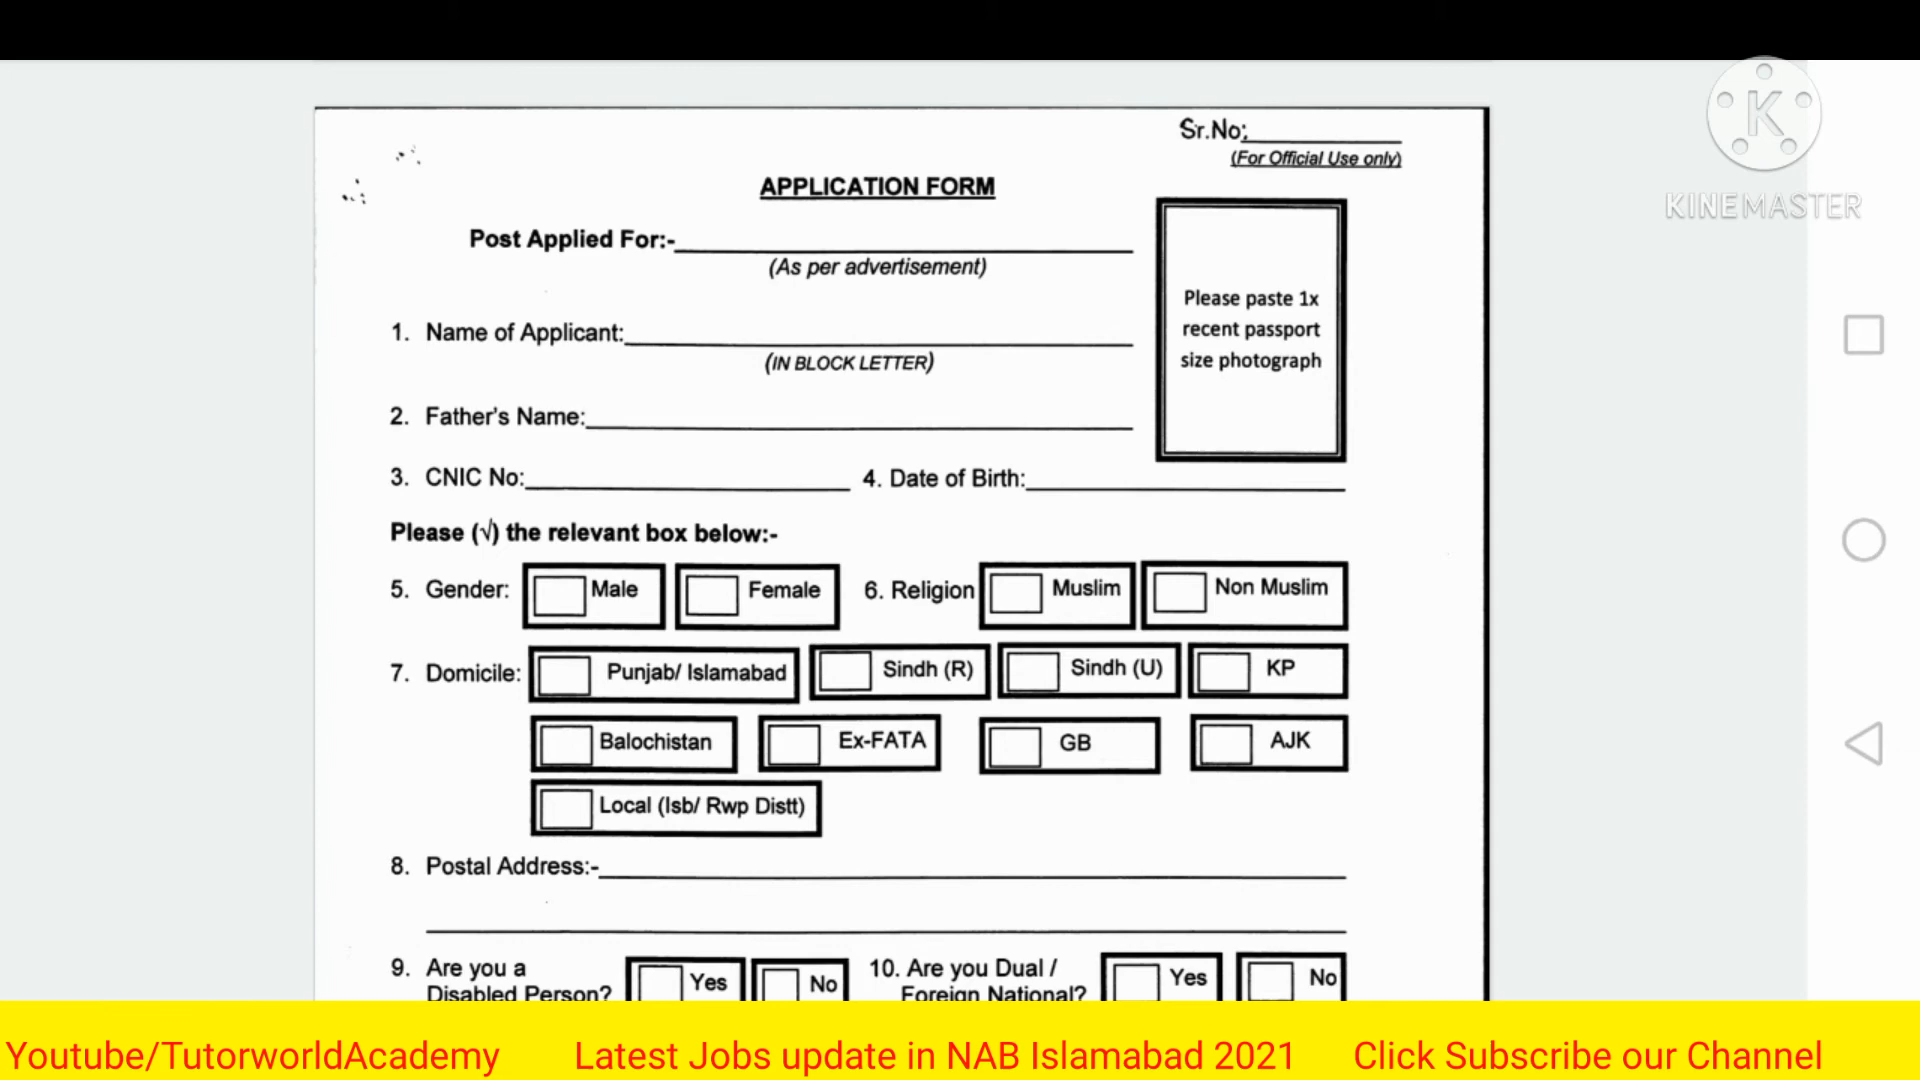 Sr.No:
(For Official Use only)
APPLICATION FORM
Post Applied For:-
(As per advertisement)
Please paste 1x
recent passport
size photograph
1. Name of Applicant:
(IN BLOCK LETTER)
2. Father's Name:
3. CNIC No: 4. Date of Birth:
Please (√) the relevant box below:-
5. Gender: Male Female 6. Religion Muslim Non Muslim
7. Domicile: Punjab/ Islamabad Sindh (R) Sindh (U) KP
Balochistan Ex-FATA GB AJK
Local (Isb/ Rwp Distt)
8. Postal Address:-
9. Are you a Disabled Person? Yes No 10. Are you Dual / Foreign National? Yes No
K
KINEMASTER
Youtube/TutorworldAcademy Latest Jobs update in NAB Islamabad 2021 Click Subscribe our Channel